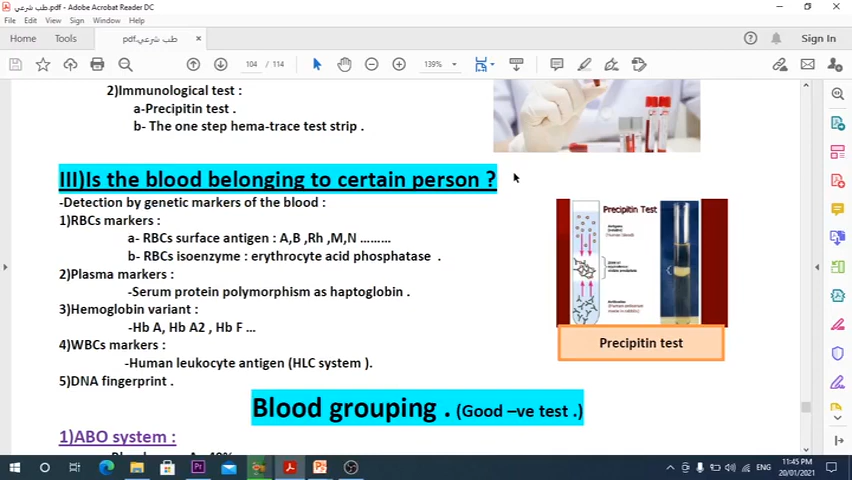 طب شرعي.pdf - Adobe Acrobat Reader DC
File Edit View Sign Window Help
Home Tools
طب شرعي.pdf ×
Sign In
104 / 114
139%
2)Immunological test :
a-Precipitin test .
b- The one step hema-trace test strip .
III)Is the blood belonging to certain person ?
-Detection by genetic markers of the blood :
1)RBCs markers :
a- RBCs surface antigen : A,B ,Rh ,M,N ………
b- RBCs isoenzyme : erythrocyte acid phosphatase .
2)Plasma markers :
-Serum protein polymorphism as haptoglobin .
3)Hemoglobin variant :
-Hb A, Hb A2 , Hb F …
4)WBCs markers :
-Human leukocyte antigen (HLC system ).
5)DNA fingerprint .
Precipitin Test
Precipitin test
Blood grouping . (Good –ve test .)
1)ABO system :
ENG
11:45 PM
20/01/2021